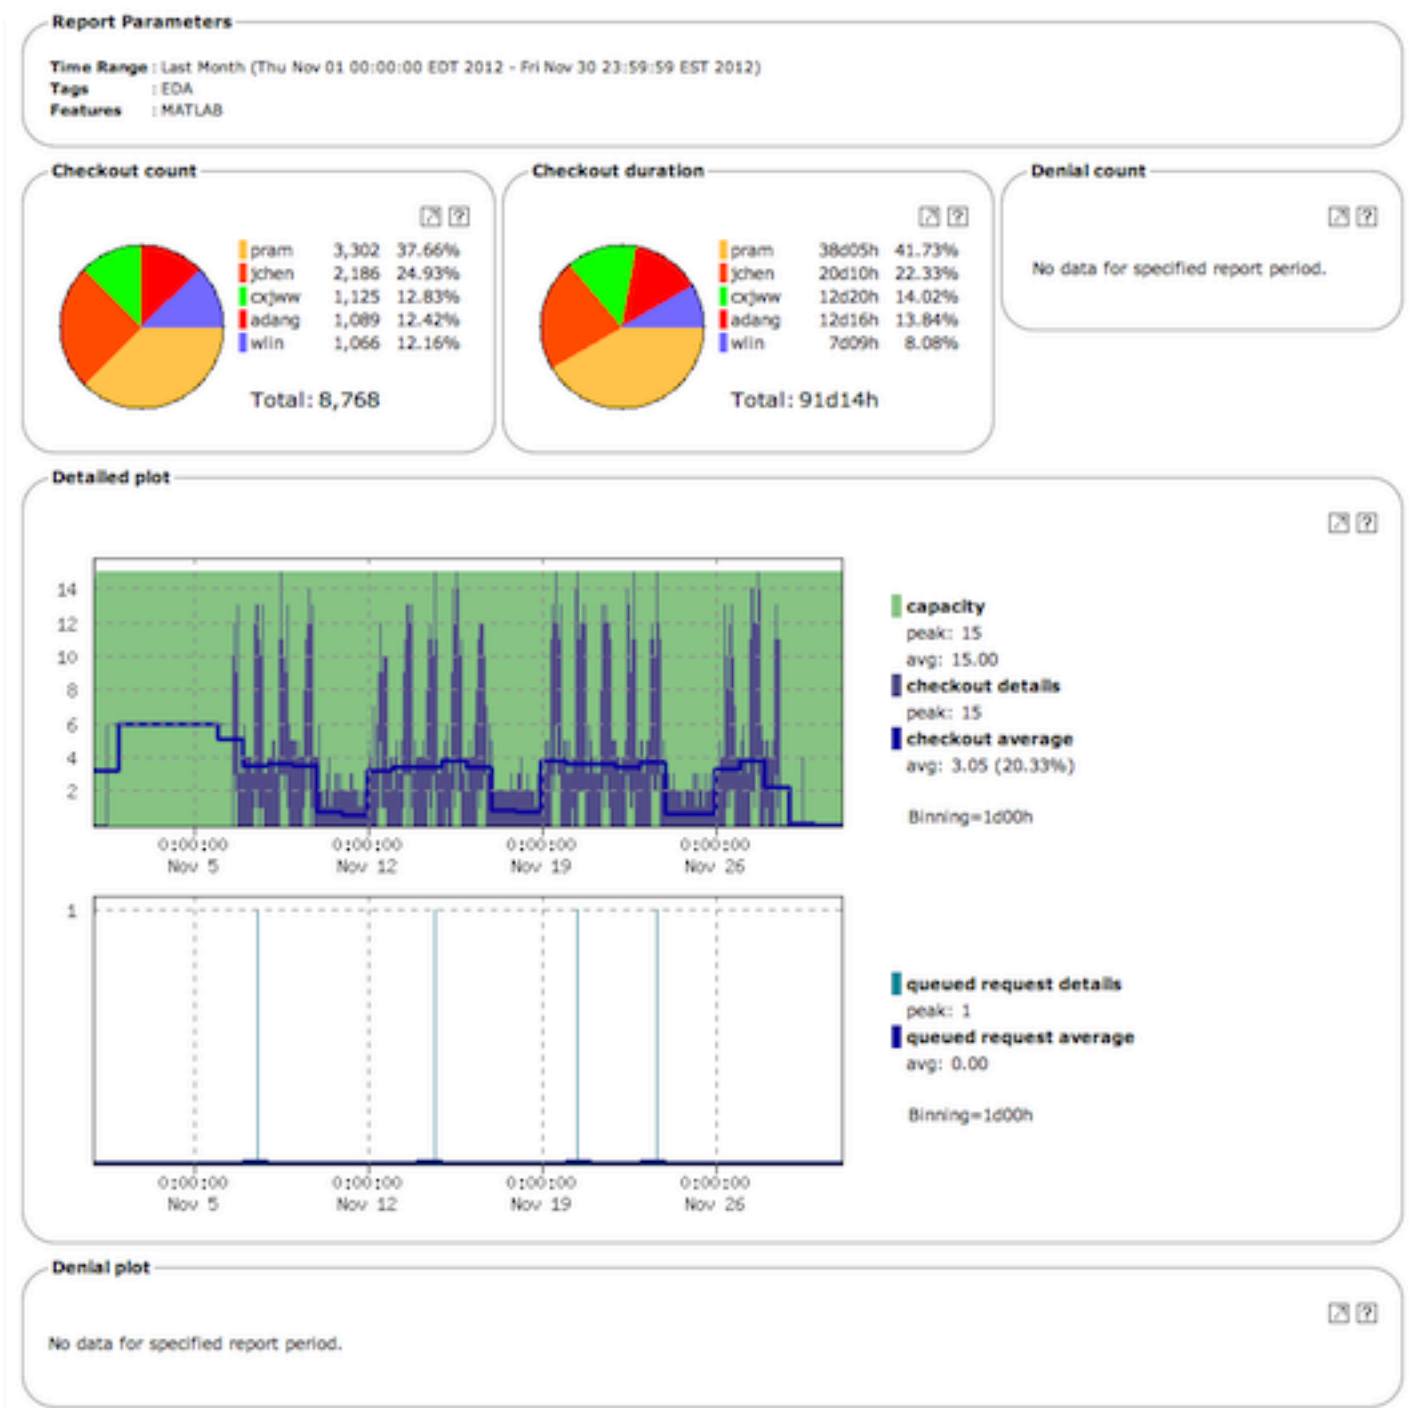 Report Parameters
Time Range : Last Month (Thu Nov 01 00:00:00 EDT 2012 - Fri Nov 30 23:59:59 EST 2012)
Tags : EDA
Features : MATLAB
Checkout count
?
pram 3,302 37.66%
jchen 2,186 24.93%
cxjww 1,125 12.83%
adang 1,089 12.42%
wlin 1,066 12.16%
Total: 8,768
Checkout duration
?
pram 38d05h 41.73%
jchen 20d10h 22.33%
cxjww 12d20h 14.02%
adang 12d16h 13.84%
wlin 7d09h 8.08%
Total: 91d14h
Denial count
?
No data for specified report period.
Detailed plot
?
14
12
10
8
6
4
2
0:00:00 0:00:00 0:00:00 0:00:00
Nov 5 Nov 12 Nov 19 Nov 26
capacity
peak: 15
avg: 15.00
checkout details
peak: 15
checkout average
avg: 3.05 (20.33%)
Binning=1d00h
1
0:00:00 0:00:00 0:00:00 0:00:00
Nov 5 Nov 12 Nov 19 Nov 26
queued request details
peak: 1
queued request average
avg: 0.00
Binning=1d00h
Denial plot
?
No data for specified report period.